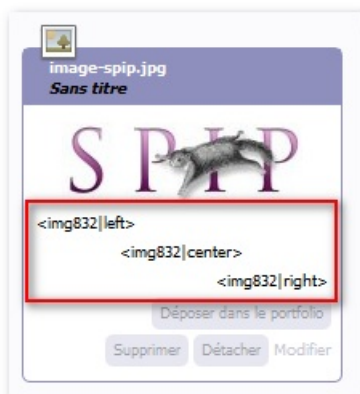 image-spip.jpg
Sans titre
SPIP
<img832|left>
<img832|center>
<img832|right>
Déposer dans le portfolio
Supprimer Détacher Modifier